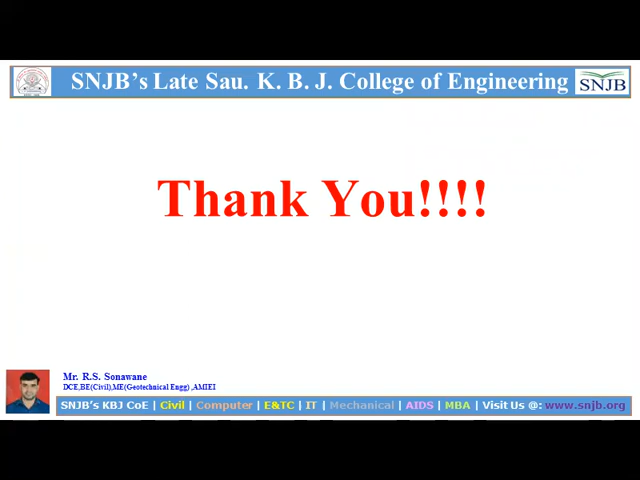 SNJB's Late Sau. K. B. J. College of Engineering
SNJB
Thank You!!!!
Mr. R.S. Sonawane
DCE,BE(Civil),ME(Geotechnical Engg) ,AMIEI
SNJB's KBJ CoE | Civil | Computer | E&TC | IT | Mechanical | AIDS | MBA | Visit Us @: www.snjb.org